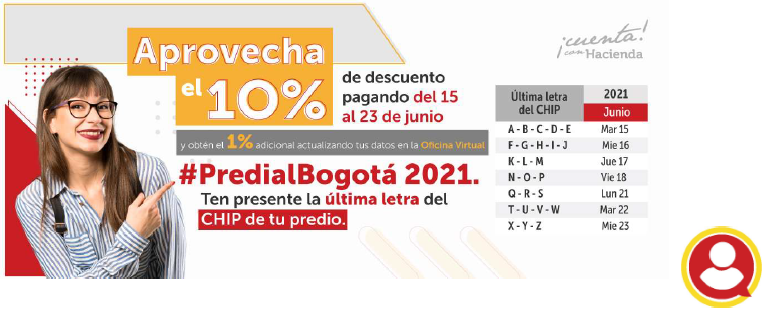 ¡cuenta!
con Hacienda
Aprovecha
el 10%
de descuento
pagando del 15
al 23 de junio
y obtén el 1% adicional actualizando tus datos en la Oficina Virtual
#PredialBogotá 2021.
Ten presente la última letra del
CHIP de tu predio.
Última letra del CHIP 2021 Junio
A - B - C - D - E Mar 15
F - G - H - I - J Mie 16
K - L - M Jue 17
N - O - P Vie 18
Q - R - S Lun 21
T - U - V - W Mar 22
X - Y - Z Mie 23